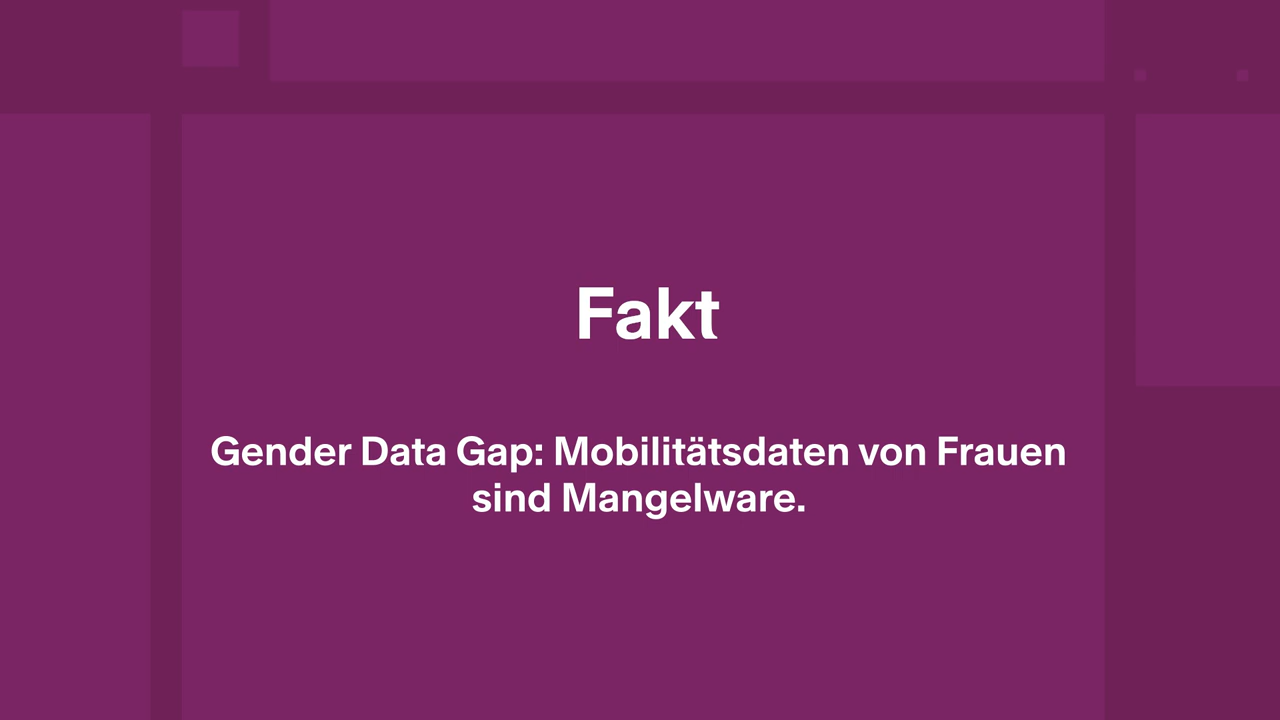 Fakt
Gender Data Gap: Mobilitätsdaten von Frauen
sind Mangelware.